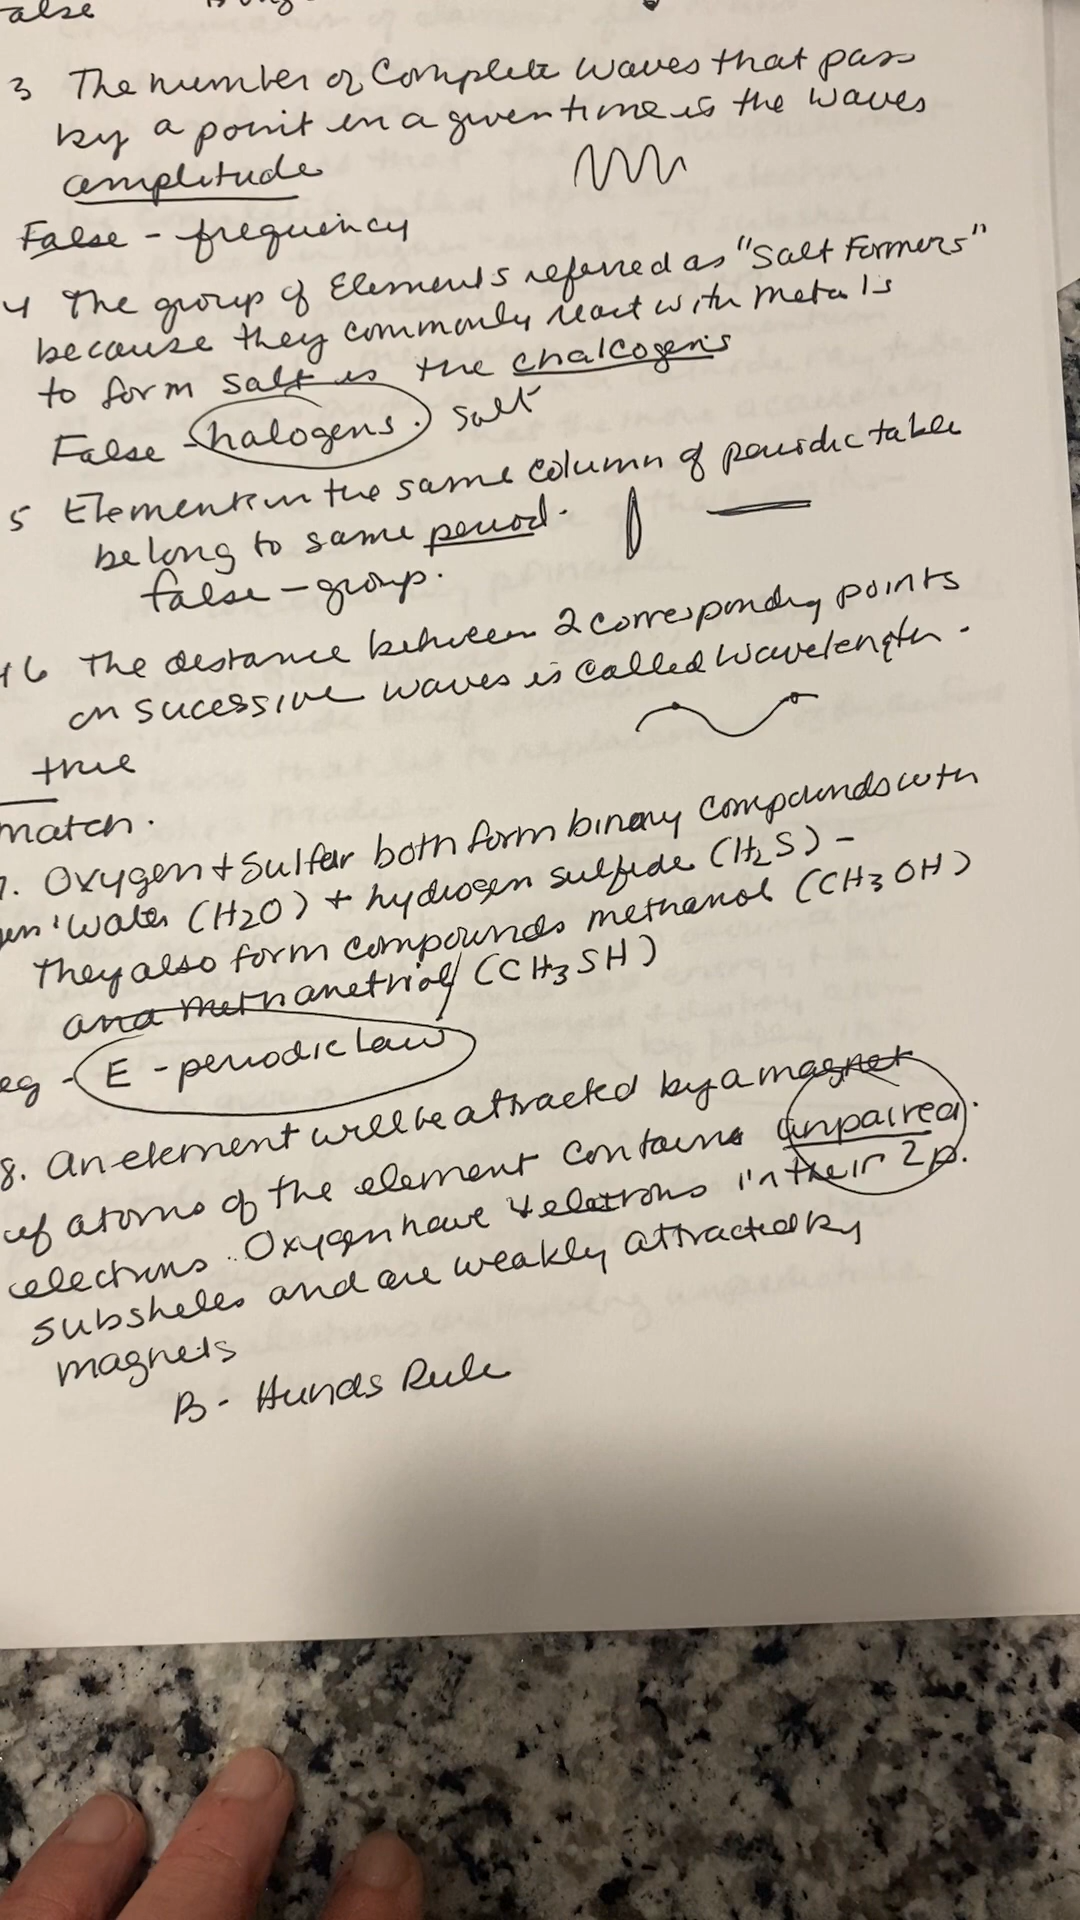 alse
3 The number of Complete waves that pass
by a point in a given time is the waves
amplitude
False - frequency
4 The group of Elements referred as "Salt Formers"
because they commonly react with metals
to form salt is the chalcogens
False - halogens. Salt
5 Elements in the same column of periodic table
belong to same period.
false - group.
16 The distance between 2 corresponding points
on sucessive waves is called wavelength.
true
match.
7. Oxygen + Sulfur both form binary compounds with
gen 'water (H2O) + hydrogen sulfide (H2S) -
They also form compounds methanol (CH3OH)
and methanethiol (CH3SH)
eg - E - periodic Law
8. An element will be attracted by a magnet
if atoms of the element contains unpaired
electrons. Oxygen have 4 electrons in their 2p.
subshells and are weakly attracted by
magnets
B - Hunds Rule